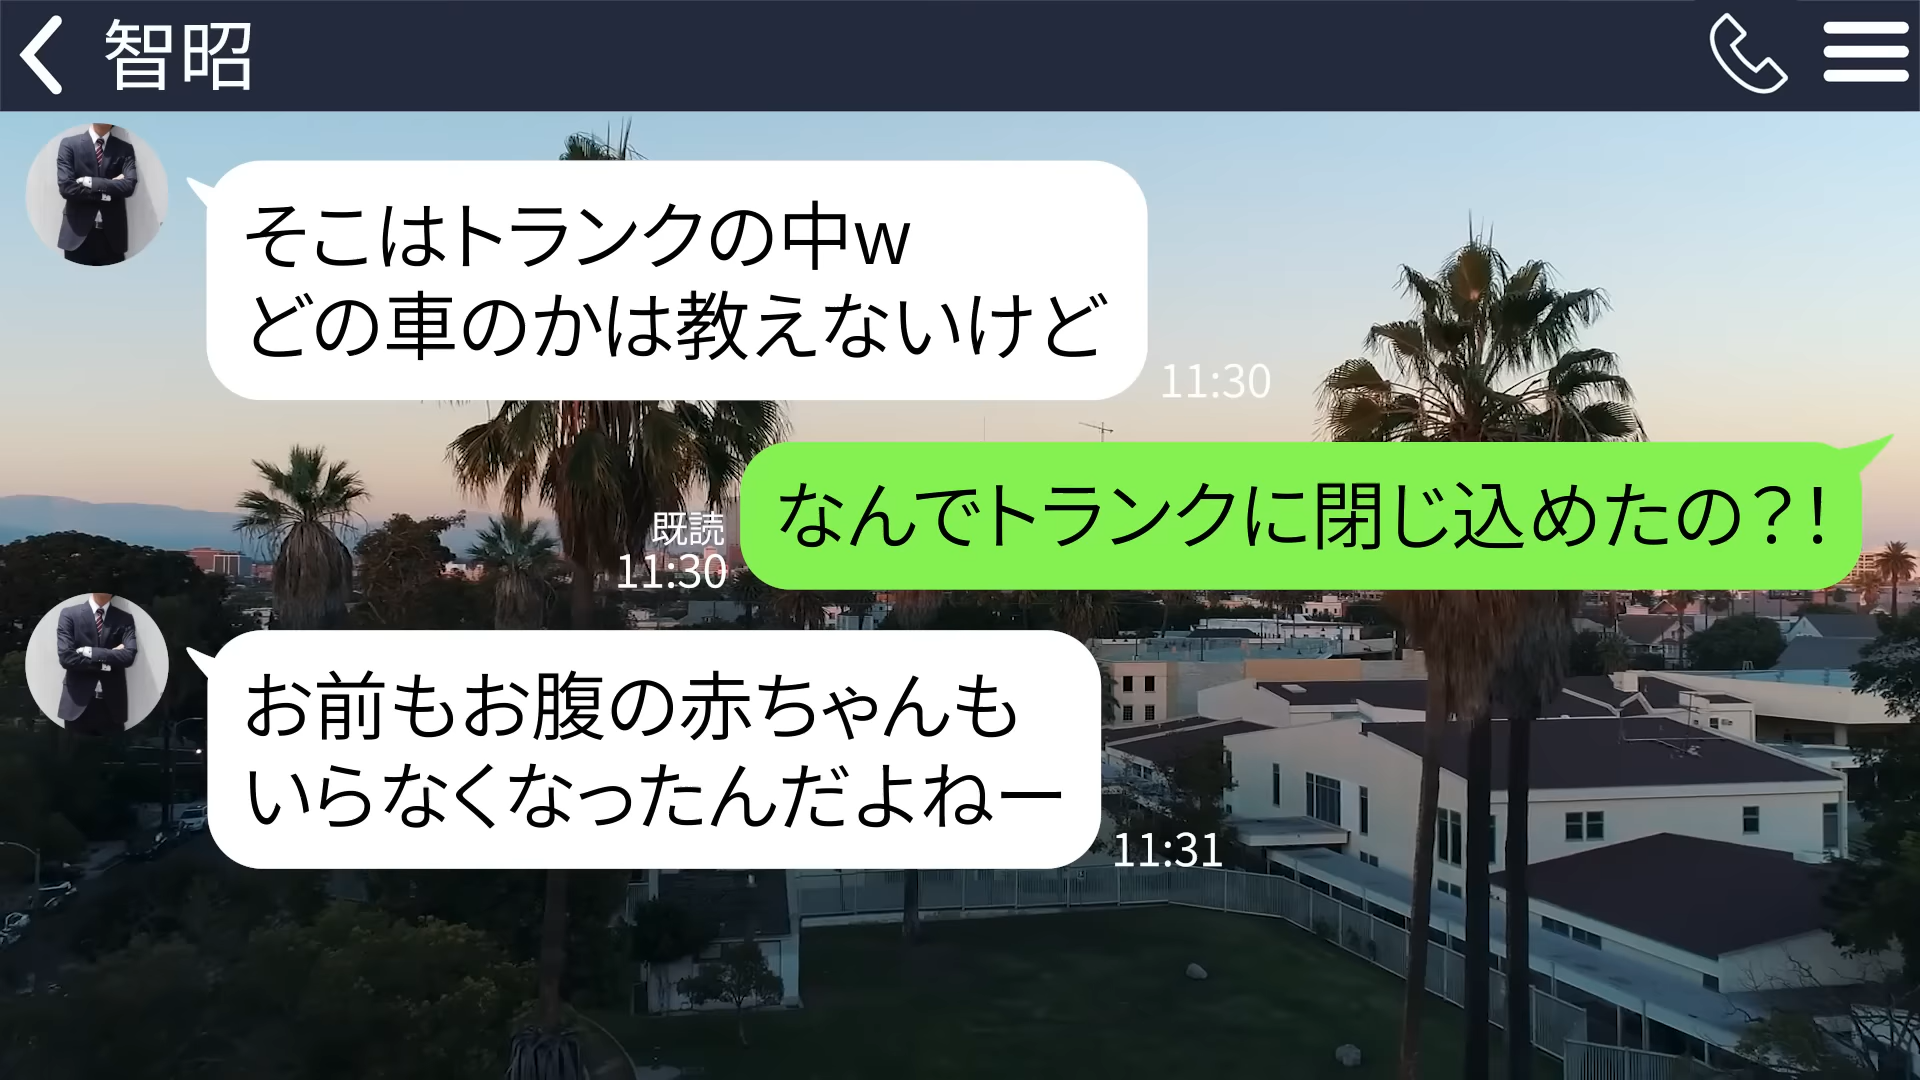 智昭
そこはトランクの中w
どの車のかは教えないけど
11:30
なんでトランクに閉じ込めたの？！
既読
11:30
お前もお腹の赤ちゃんも
いらなくなったんだよねー
11:31